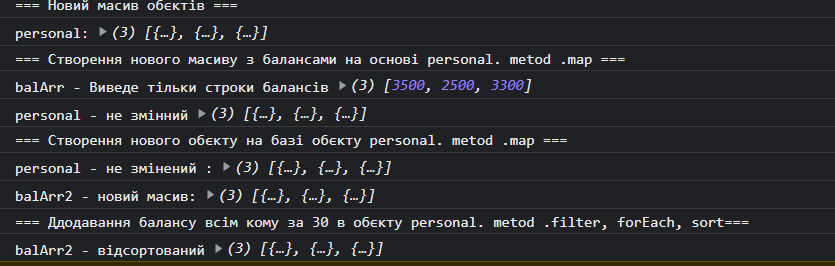 === Новий масив обєктів ===
personal: ▶(3) [{…}, {…}, {…}]
=== Створення нового масиву з балансами на основі personal. metod .map ===
balArr - Виведе тільки строки балансів ▶(3) [3500, 2500, 3300]
personal - не змінний ▶(3) [{…}, {…}, {…}]
=== Створення нового обєкту на базі обєкту personal. metod .map ===
personal - не змінений : ▶(3) [{…}, {…}, {…}]
balArr2 - новий масив: ▶(3) [{…}, {…}, {…}]
=== Ддодавання балансу всім кому за 30 в обєкту personal. metod .filter, forEach, sort===
balArr2 - відсортований ▶(3) [{…}, {…}, {…}]